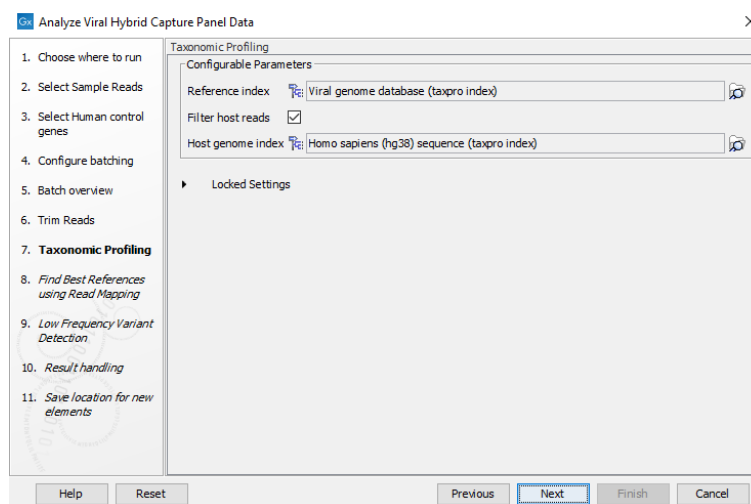 Gx Analyze Viral Hybrid Capture Panel Data
1. Choose where to run
2. Select Sample Reads
3. Select Human control
genes
4. Configure batching
5. Batch overview
6. Trim Reads
7. Taxonomic Profiling
8. Find Best References
using Read Mapping
9. Low Frequency Variant
Detection
10. Result handling
11. Save location for new
elements
Taxonomic Profiling
Configurable Parameters
Reference index Viral genome database (taxpro index)
Filter host reads
Host genome index Homo sapiens (hg38) sequence (taxpro index)
Locked Settings
Help Reset Previous Next Finish Cancel